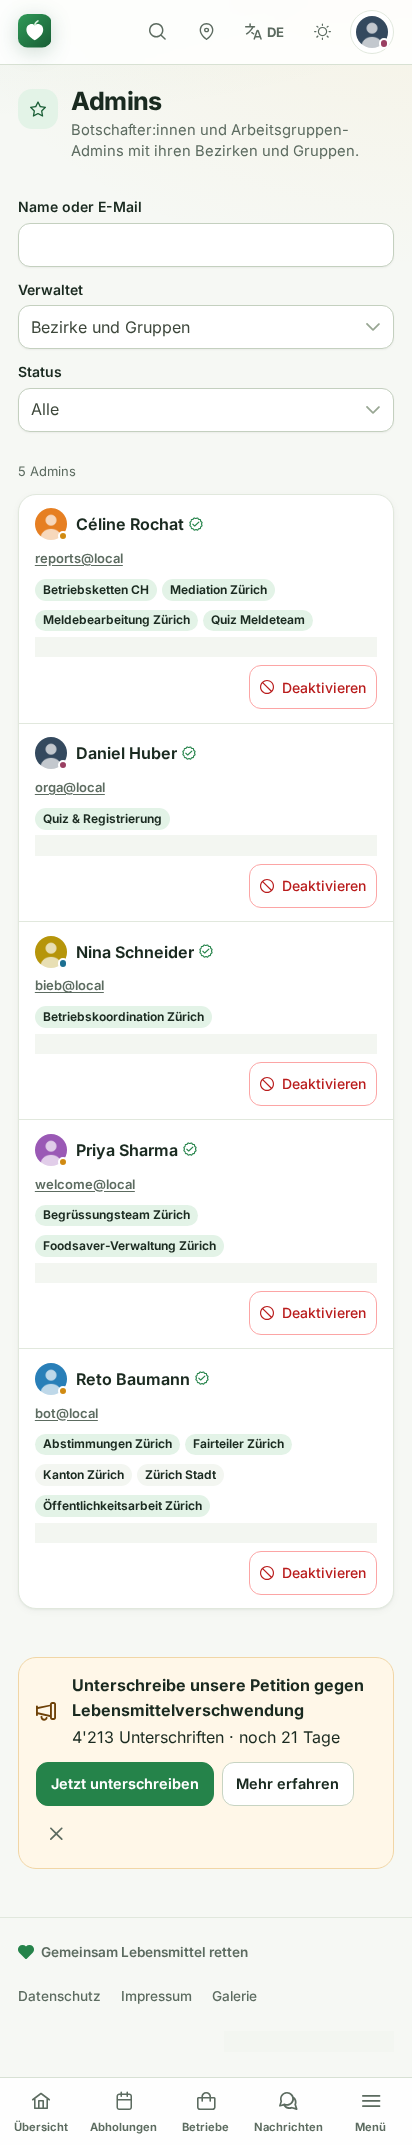 DE
Admins
Botschafter:innen und Arbeitsgruppen-
Admins mit ihren Bezirken und Gruppen.
Name oder E-Mail
Verwaltet
Bezirke und Gruppen
Status
Alle
5 Admins
Céline Rochat
reports@local
Betriebsketten CH Mediation Zürich
Meldebearbeitung Zürich Quiz Meldeteam
Deaktivieren
Daniel Huber
orga@local
Quiz & Registrierung
Deaktivieren
Nina Schneider
bieb@local
Betriebskoordination Zürich
Deaktivieren
Priya Sharma
welcome@local
Begrüssungsteam Zürich
Foodsaver-Verwaltung Zürich
Deaktivieren
Reto Baumann
bot@local
Abstimmungen Zürich Fairteiler Zürich
Kanton Zürich Zürich Stadt
Öffentlichkeitsarbeit Zürich
Deaktivieren
Unterschreibe unsere Petition gegen
Lebensmittelverschwendung
4'213 Unterschriften · noch 21 Tage
Jetzt unterschreiben Mehr erfahren
Gemeinsam Lebensmittel retten
Datenschutz Impressum Galerie
Übersicht Abholungen Betriebe Nachrichten Menü